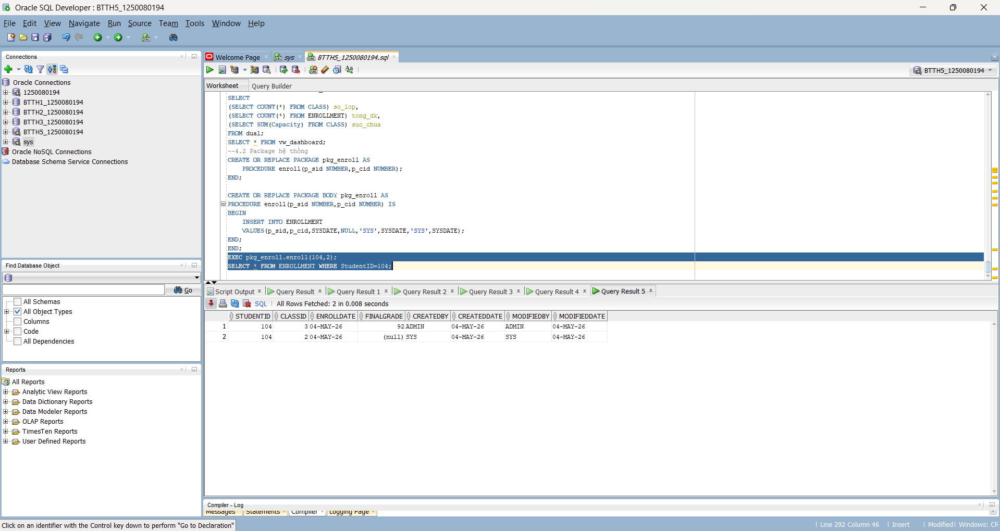 Oracle SQL Developer : BTTH5_1250080194
File Edit View Navigate Run Source Team Tools Window Help
Connections
Oracle Connections
1250080194
BTTH1_1250080194
BTTH2_1250080194
BTTH3_1250080194
BTTH5_1250080194
sys
Oracle NoSQL Connections
Database Schema Service Connections
Find Database Object
Go
All Schemas
All Object Types
Columns
Code
All Dependencies
Reports
All Reports
Analytic View Reports
Data Dictionary Reports
Data Modeler Reports
OLAP Reports
TimesTen Reports
User Defined Reports
Welcome Page sys BTTH5_1250080194.sql
BTTH5_1250080194
Worksheet Query Builder
SELECT
(SELECT COUNT(*) FROM CLASS) so_lop,
(SELECT COUNT(*) FROM ENROLLMENT) tong_dk,
(SELECT SUM(Capacity) FROM CLASS) suc_chua
FROM dual;
SELECT * FROM vw_dashboard;
--4.2 Package hệ thống
CREATE OR REPLACE PACKAGE pkg_enroll AS
PROCEDURE enroll(p_sid NUMBER,p_cid NUMBER);
END;
CREATE OR REPLACE PACKAGE BODY pkg_enroll AS
PROCEDURE enroll(p_sid NUMBER,p_cid NUMBER) IS
BEGIN
INSERT INTO ENROLLMENT
VALUES(p_sid,p_cid,SYSDATE,NULL,'SYS',SYSDATE,'SYS',SYSDATE);
END;
END;
EXEC pkg_enroll.enroll(104,2);
SELECT * FROM ENROLLMENT WHERE StudentID=104;
Script Output Query Result Query Result 1 Query Result 2 Query Result 3 Query Result 4 Query Result 5
SQL All Rows Fetched: 2 in 0.008 seconds
STUDENTID CLASSID ENROLLDATE FINALGRADE CREATEDBY CREATEDDATE MODIFIEDBY MODIFIEDDATE
1 104 3 04-MAY-26 92 ADMIN 04-MAY-26 ADMIN 04-MAY-26
2 104 2 04-MAY-26 (null) SYS 04-MAY-26 SYS 04-MAY-26
Compiler - Log
Messages Statements Compiler Logging Page
Click on an identifier with the Control key down to perform "Go to Declaration"
Line 292 Column 46 Insert Modified Windows: CR